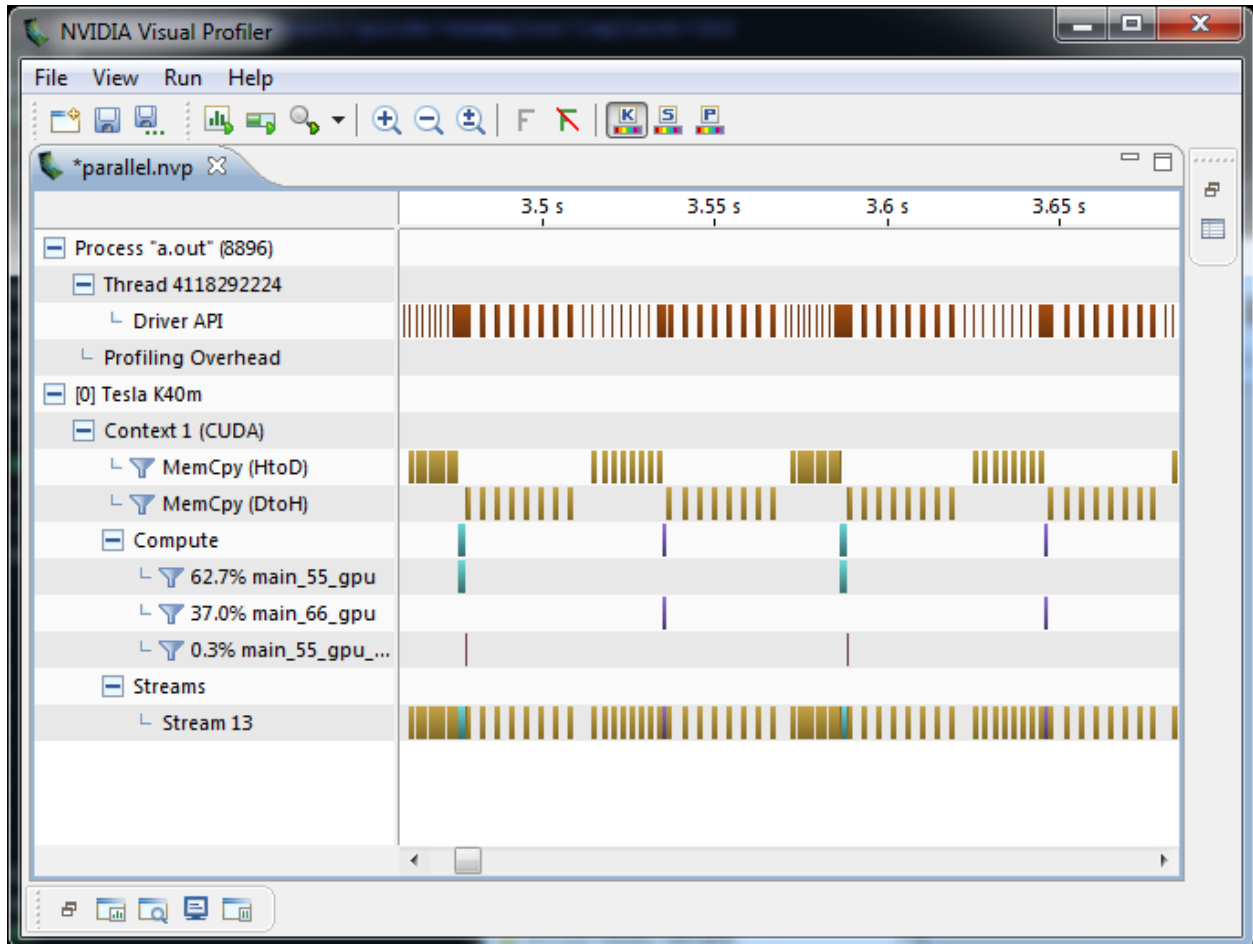 NVIDIA Visual Profiler
File View Run Help
F F K S P
*parallel.nvp
3.5 s 3.55 s 3.6 s 3.65 s
Process "a.out" (8896)
Thread 4118292224
Driver API
Profiling Overhead
[0] Tesla K40m
Context 1 (CUDA)
MemCpy (HtoD)
MemCpy (DtoH)
Compute
62.7% main_55_gpu
37.0% main_66_gpu
0.3% main_55_gpu_...
Streams
Stream 13